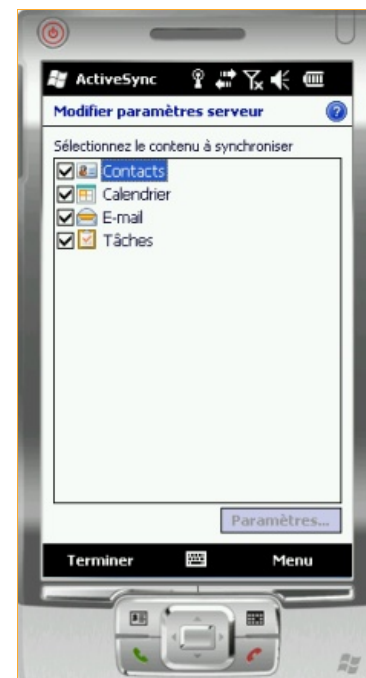 ActiveSync
Modifier paramètres serveur
Sélectionnez le contenu à synchroniser
Contacts
Calendrier
E-mail
Tâches
Paramètres...
Terminer
Menu